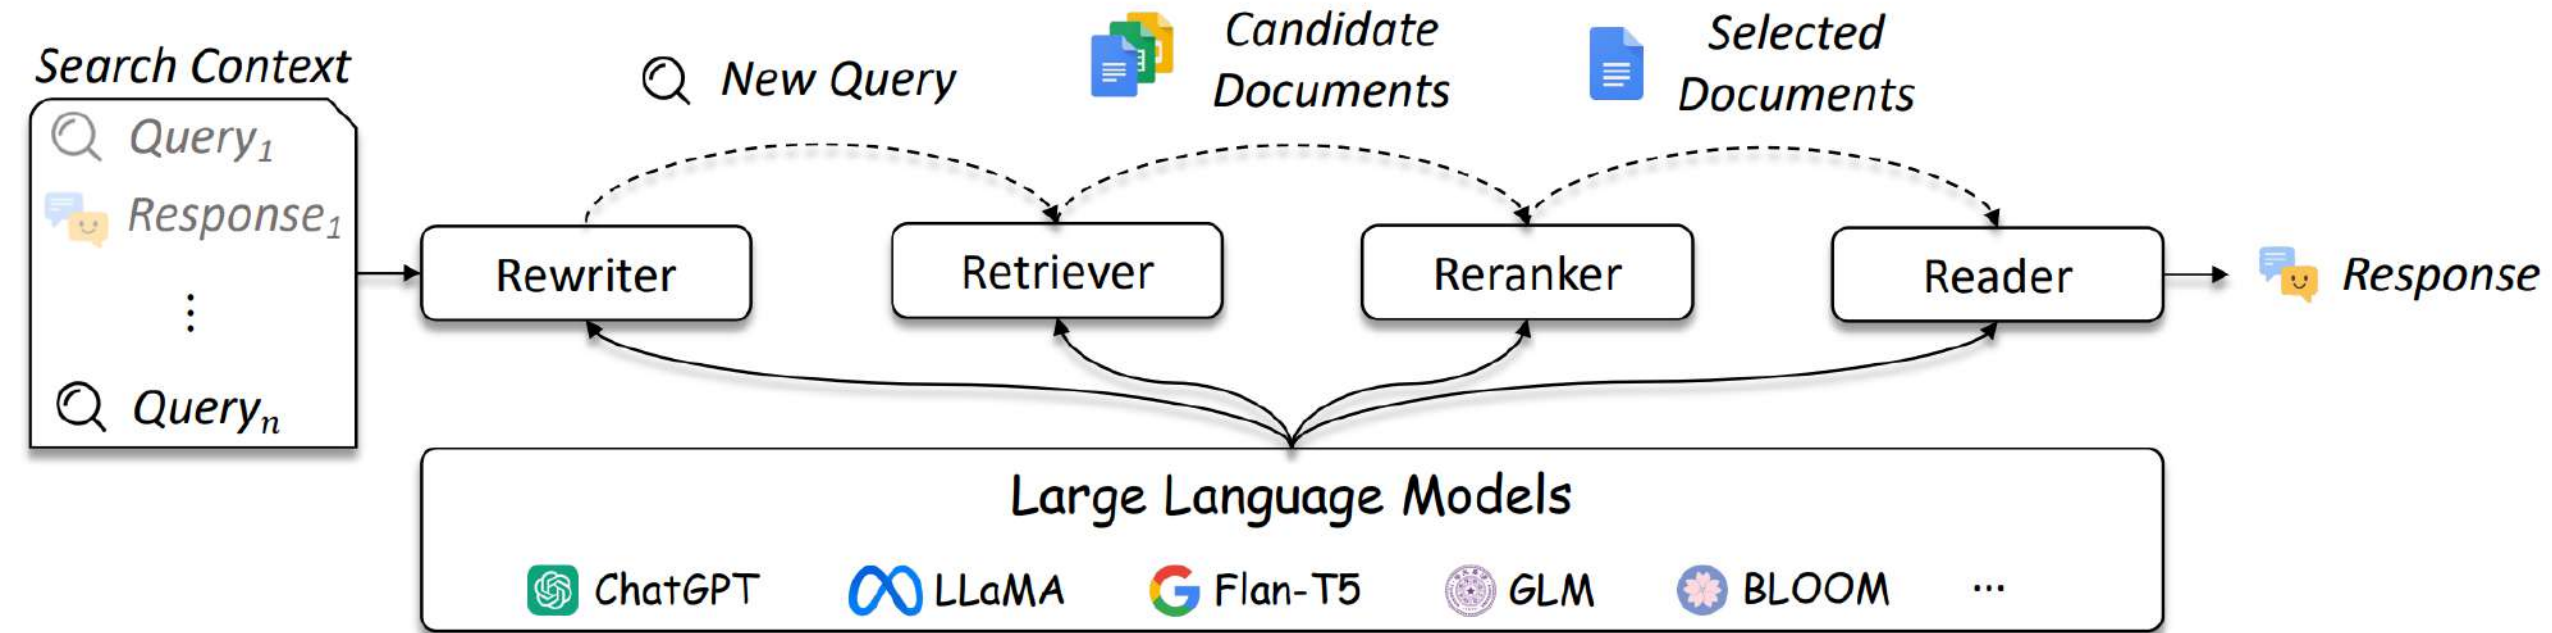 Search Context
Query₁
Response₁
⋮
Queryₙ
New Query
Candidate
Documents
Selected
Documents
Rewriter
Retriever
Reranker
Reader
Response
Large Language Models
ChatGPT
LLaMA
Flan-T5
GLM
BLOOM
...